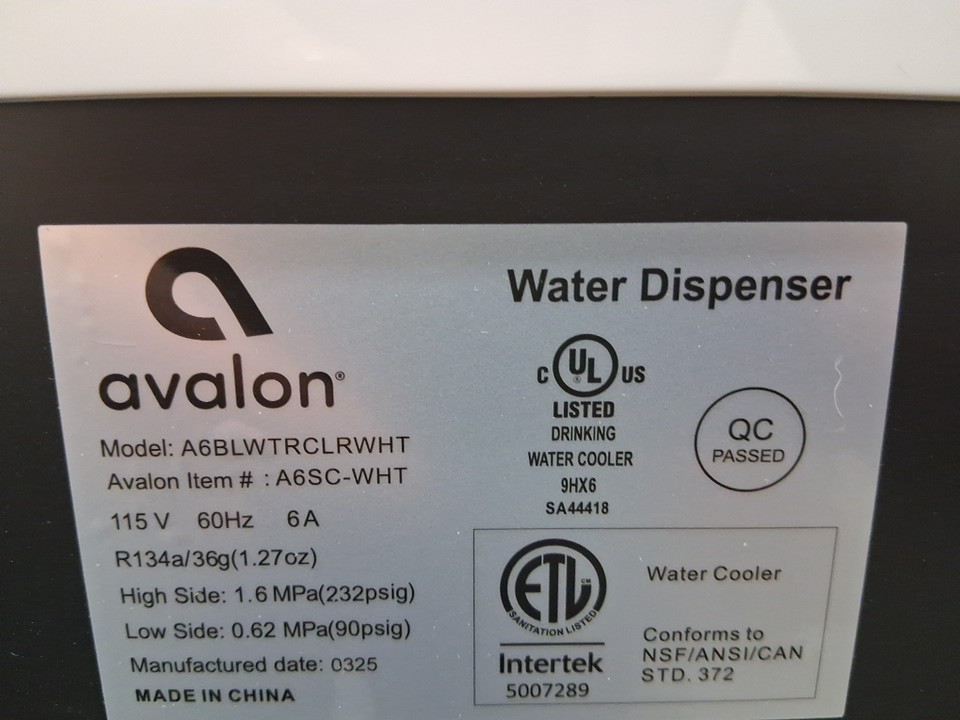 avalon®
Model: A6BLWTRCLRWHT
Avalon Item # : A6SC-WHT
115 V 60Hz 6A
R134a/36g(1.27oz)
High Side: 1.6 MPa(232psig)
Low Side: 0.62 MPa(90psig)
Manufactured date: 0325
MADE IN CHINA
Water Dispenser
C UL® US
LISTED
DRINKING
WATER COOLER
9HX6
SA44418
QC
PASSED
ETL CM
SANITATION LISTED
Intertek
5007289
Water Cooler
Conforms to
NSF/ANSI/CAN
STD. 372